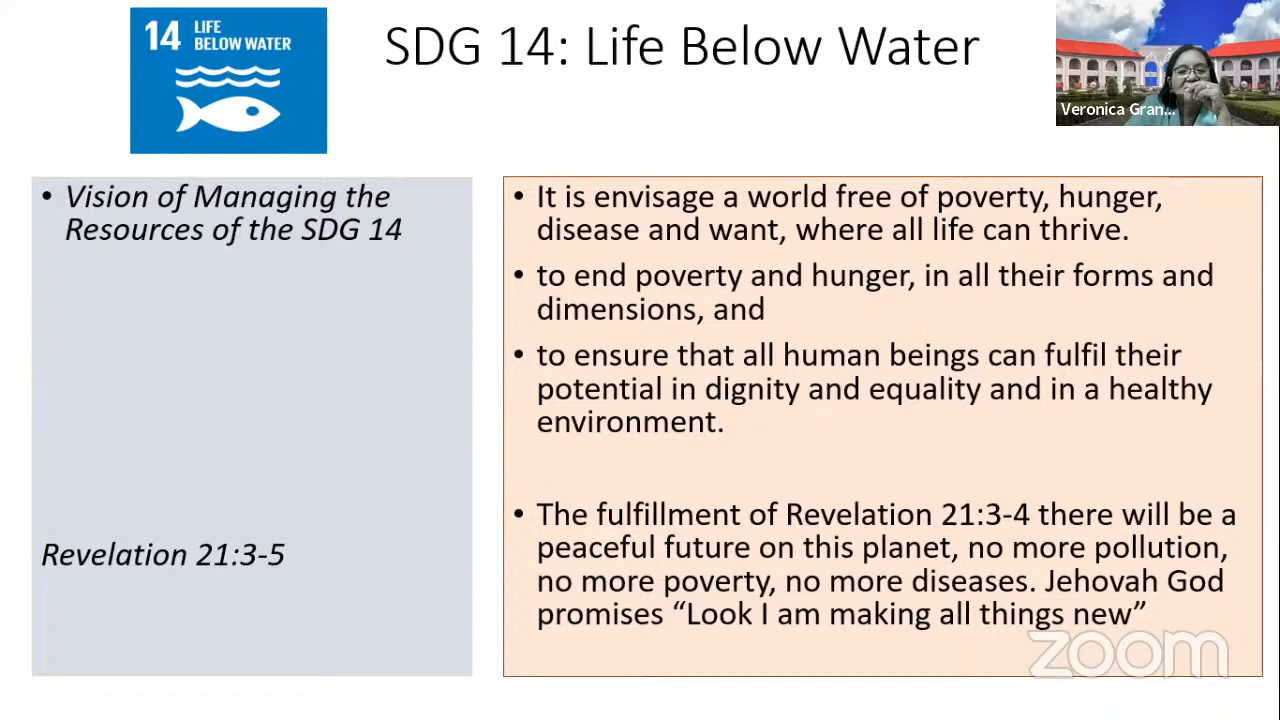 14 LIFE
BELOW WATER
SDG 14: Life Below Water
Veronica Gran...
• Vision of Managing the
Resources of the SDG 14
Revelation 21:3-5
• It is envisage a world free of poverty, hunger,
disease and want, where all life can thrive.
• to end poverty and hunger, in all their forms and
dimensions, and
• to ensure that all human beings can fulfil their
potential in dignity and equality and in a healthy
environment.
• The fulfillment of Revelation 21:3-4 there will be a
peaceful future on this planet, no more pollution,
no more poverty, no more diseases. Jehovah God
promises “Look I am making all things new”
zoom